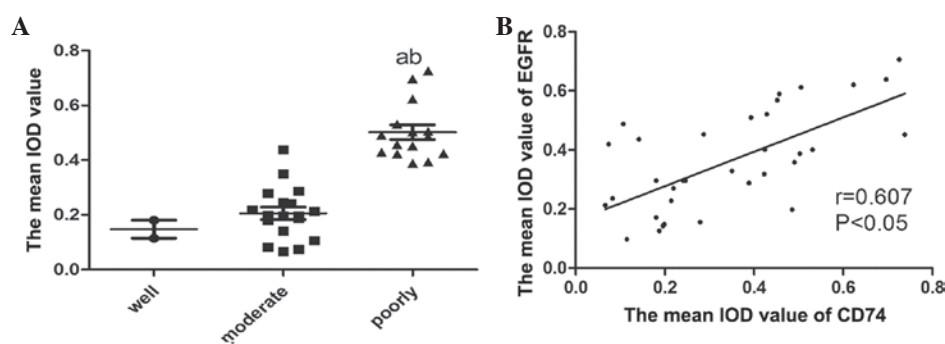 A
The mean IOD value
0.8
0.6
0.4
0.2
0.0
ab
well
moderate
poorly
B
The mean IOD value of EGFR
0.8
0.6
0.4
0.2
0.0
r=0.607
P<0.05
0.0 0.2 0.4 0.6 0.8
The mean IOD value of CD74